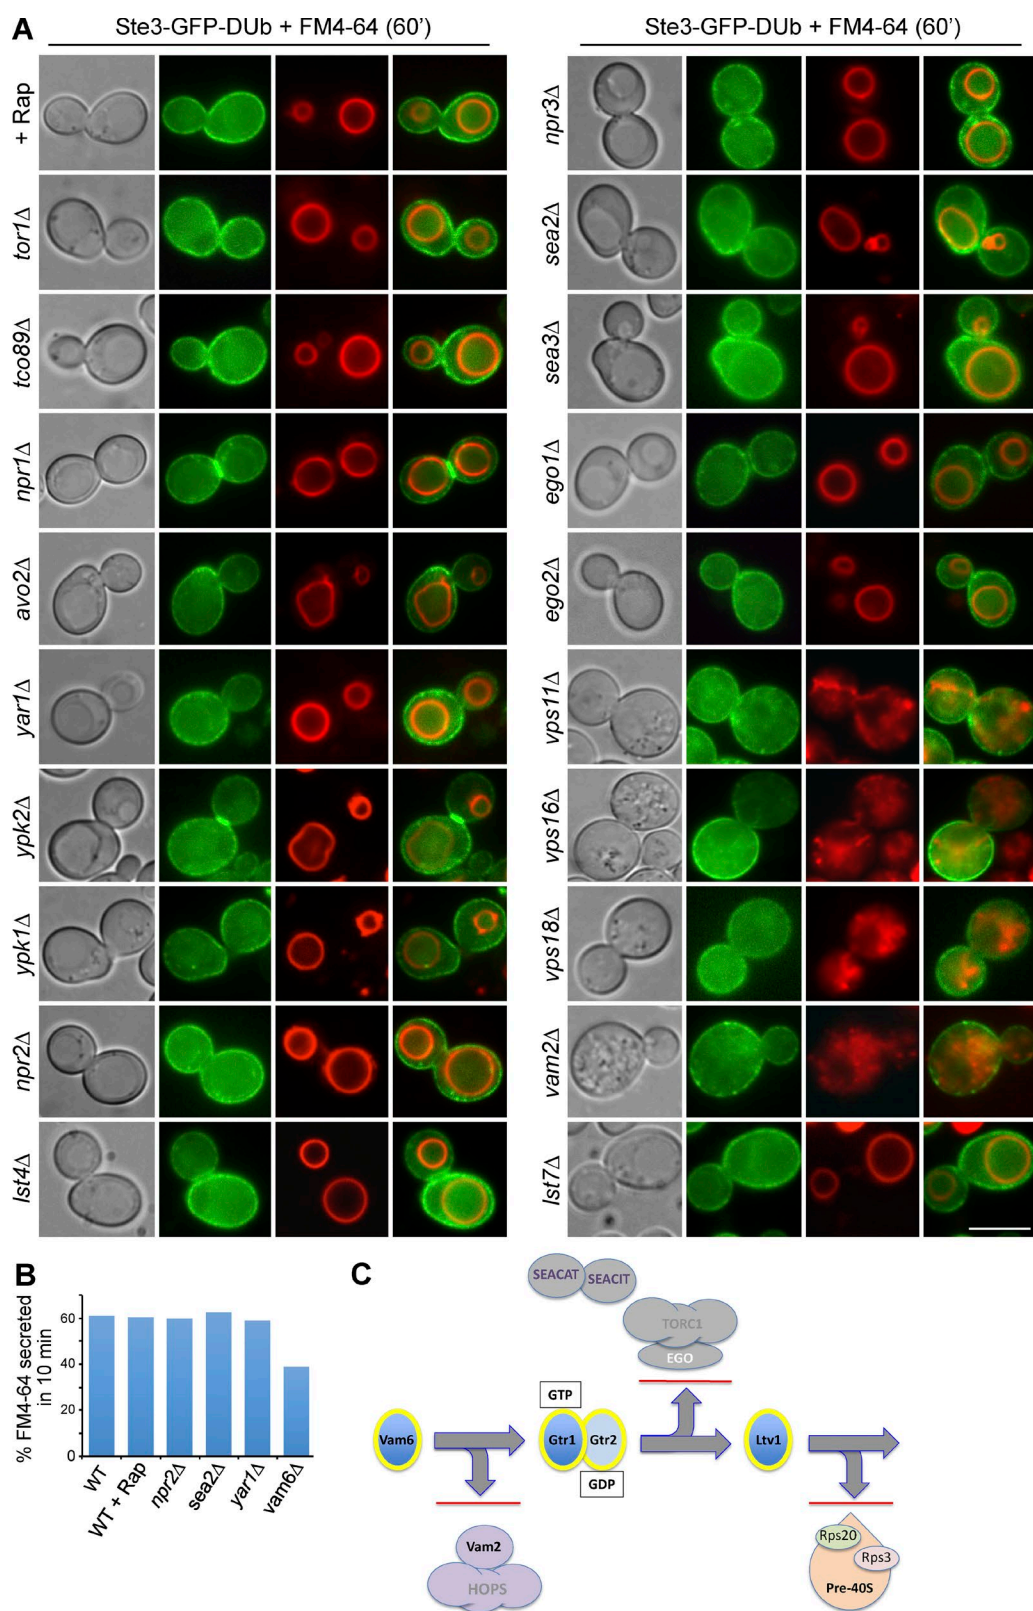 A
Ste3-GFP-DUb + FM4-64 (60')
+ Rap
tor1Δ
tco89Δ
npr1Δ
avo2Δ
yar1Δ
ypk2Δ
ypk1Δ
npr2Δ
lst4Δ
Ste3-GFP-DUb + FM4-64 (60')
npr3Δ
sea2Δ
sea3Δ
ego1Δ
ego2Δ
vps11Δ
vps16Δ
vps18Δ
vam2Δ
lst7Δ
B
% FM4-64 secreted
in 10 min
60
40
20
0
WT
WT + Rap
npr2Δ
sea2Δ
yar1Δ
vam6Δ
C
SEACAT
SEACIT
TORC1
EGO
GTP
Vam6
Gtr1
Gtr2
Ltv1
GDP
Vam2
HOPS
Rps20
Rps3
Pre-40S